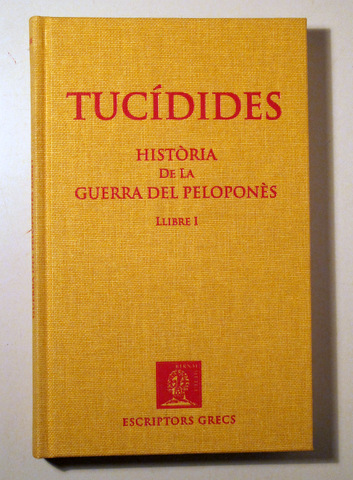 TUCÍDIDES
HISTÒRIA
DE LA
GUERRA DEL PELOPONÈS
LLIBRE I
ESCRIPTORS GRECS